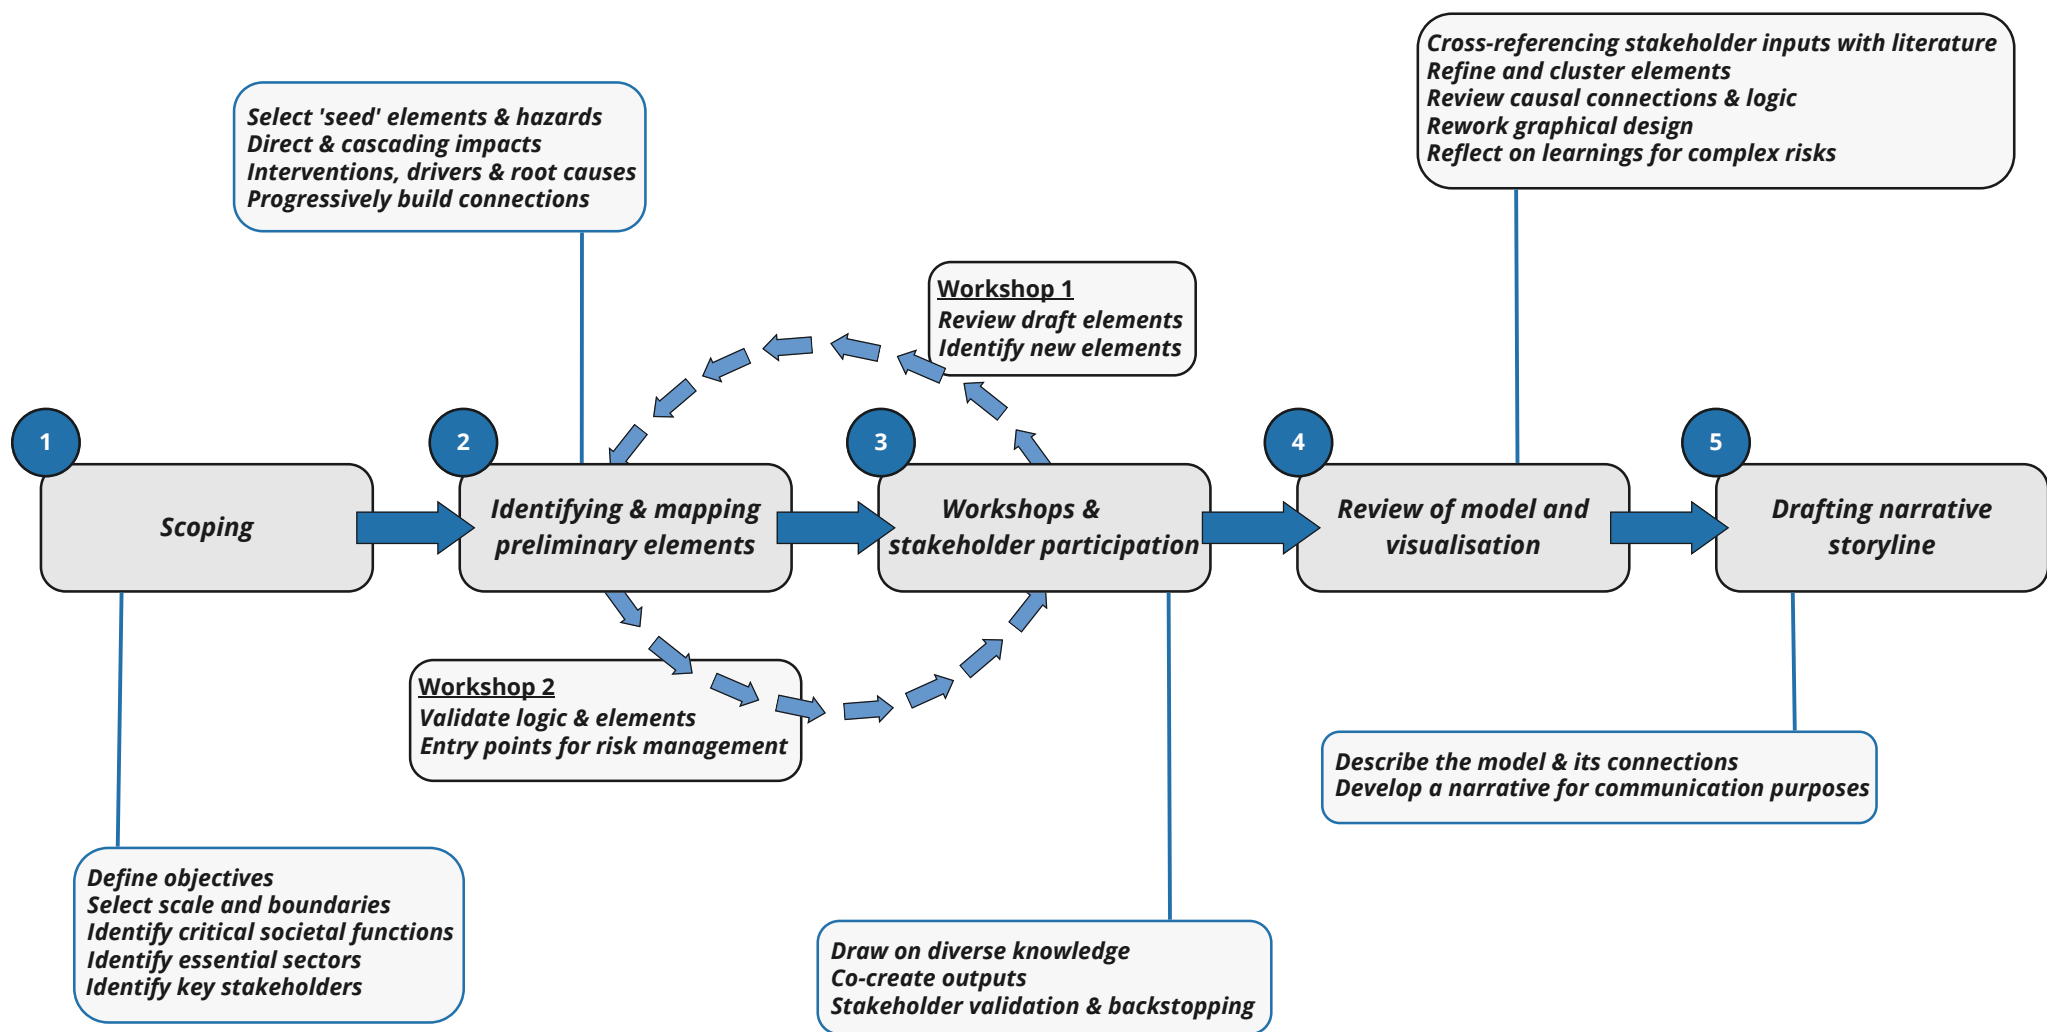 Cross-referencing stakeholder inputs with literature
Refine and cluster elements
Review causal connections & logic
Rework graphical design
Reflect on learnings for complex risks
Select 'seed' elements & hazards
Direct & cascading impacts
Interventions, drivers & root causes
Progressively build connections
Workshop 1
Review draft elements
Identify new elements
1
Scoping
2
Identifying & mapping
preliminary elements
3
Workshops &
stakeholder participation
4
Review of model and
visualisation
5
Drafting narrative
storyline
Workshop 2
Validate logic & elements
Entry points for risk management
Describe the model & its connections
Develop a narrative for communication purposes
Define objectives
Select scale and boundaries
Identify critical societal functions
Identify essential sectors
Identify key stakeholders
Draw on diverse knowledge
Co-create outputs
Stakeholder validation & backstopping